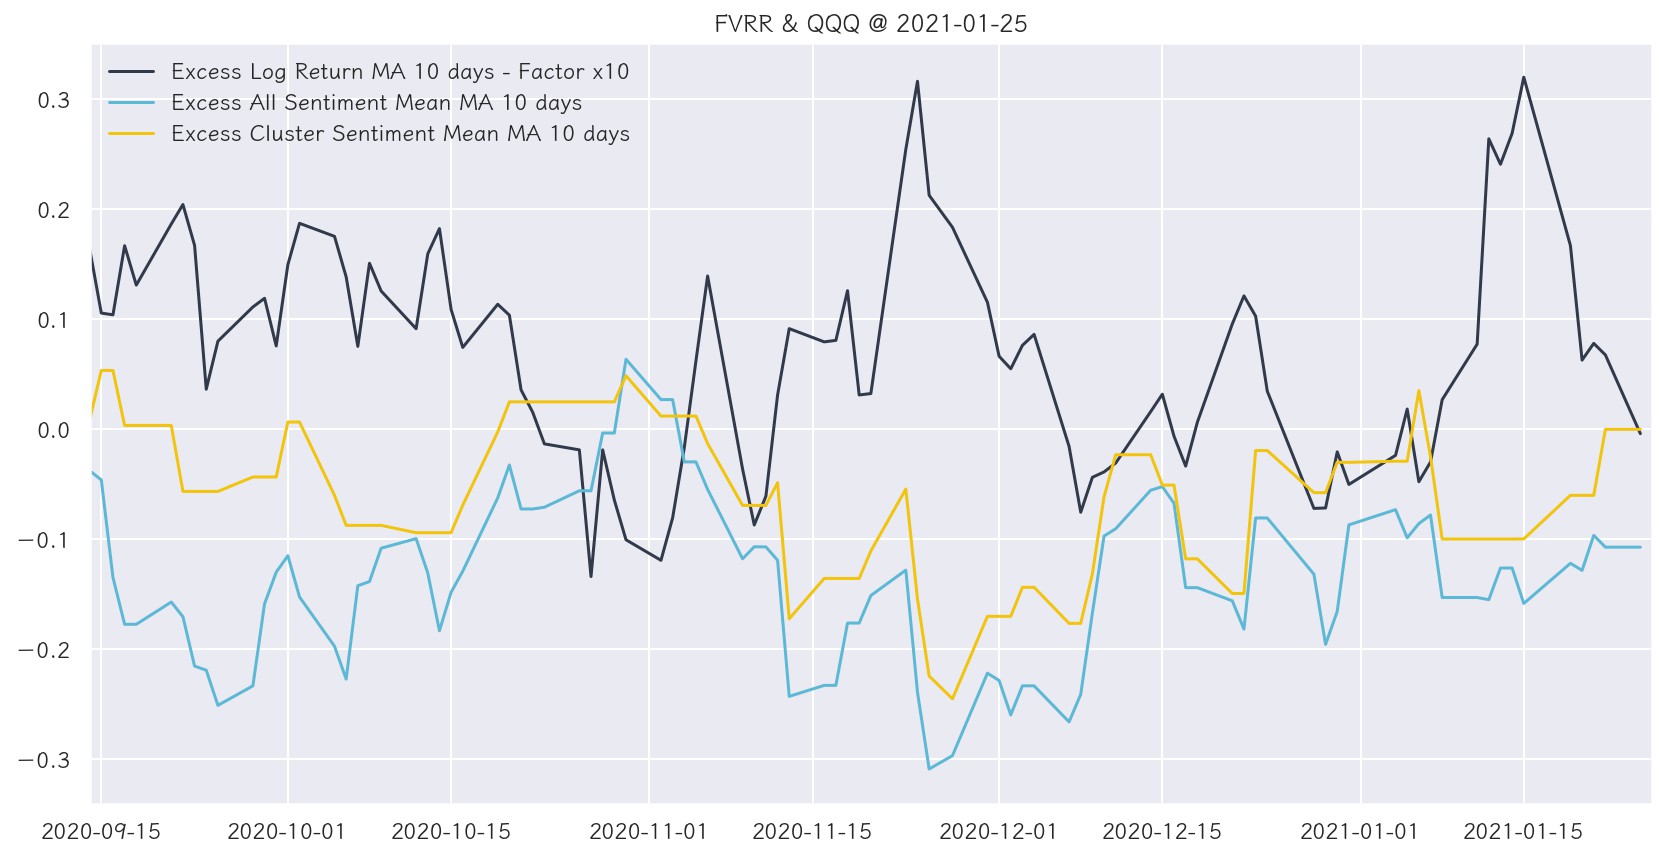 FVRR & QQQ @ 2021-01-25
Excess Log Return MA 10 days - Factor x10
Excess All Sentiment Mean MA 10 days
Excess Cluster Sentiment Mean MA 10 days
0.3
0.2
0.1
0.0
−0.1
−0.2
−0.3
2020-09-15 2020-10-01 2020-10-15 2020-11-01 2020-11-15 2020-12-01 2020-12-15 2021-01-01 2021-01-15